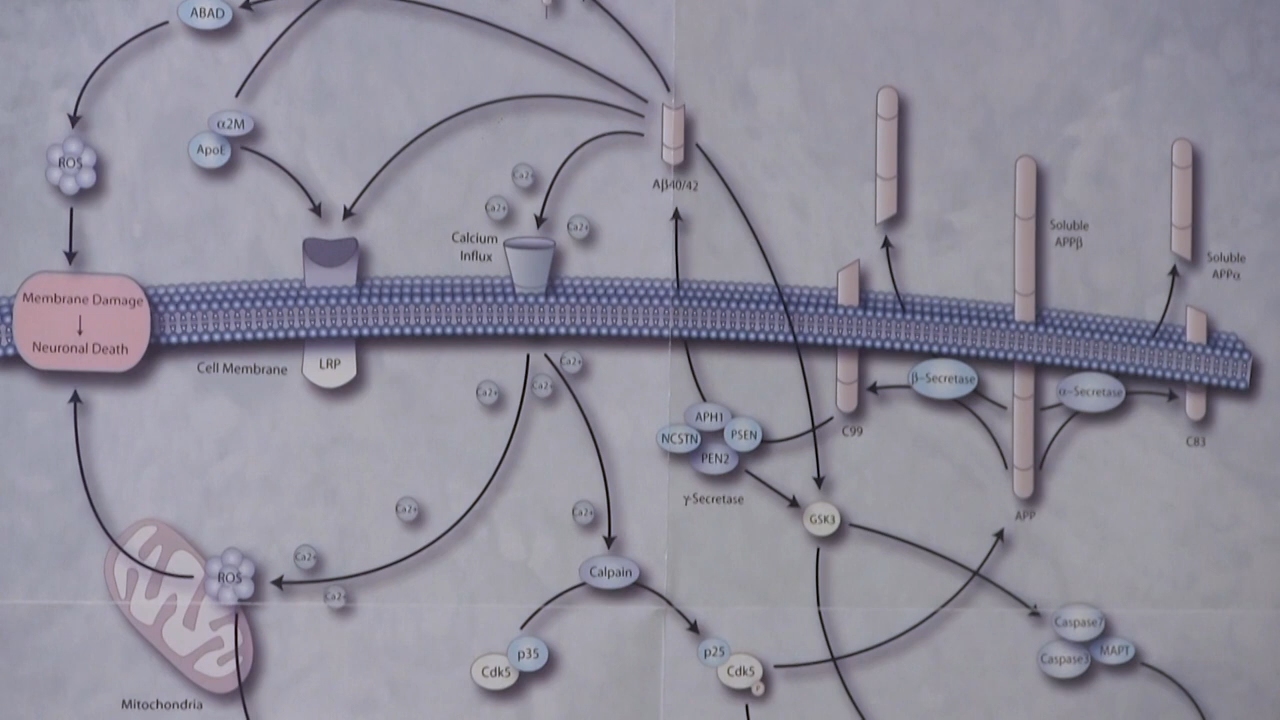 ABAD
α2M
ApoE
ROS
Aβ40/42
Ca2+
Ca2+
Ca2+
Calcium
Influx
Soluble
APPβ
Soluble
APPα
Membrane Damage
↓
Neuronal Death
Cell Membrane
LRP
Ca2+
Ca2+
Ca2+
β-Secretase
α-Secretase
APH1
NCSTN
PSEN
PEN2
γ-Secretase
C99
C83
Ca2+
Ca2+
GSK3
APP
Ca2+
Ca2+
ROS
Calpain
Caspase7
Caspase3
MAPT
p35
Cdk5
p25
Cdk5
P
Mitochondria